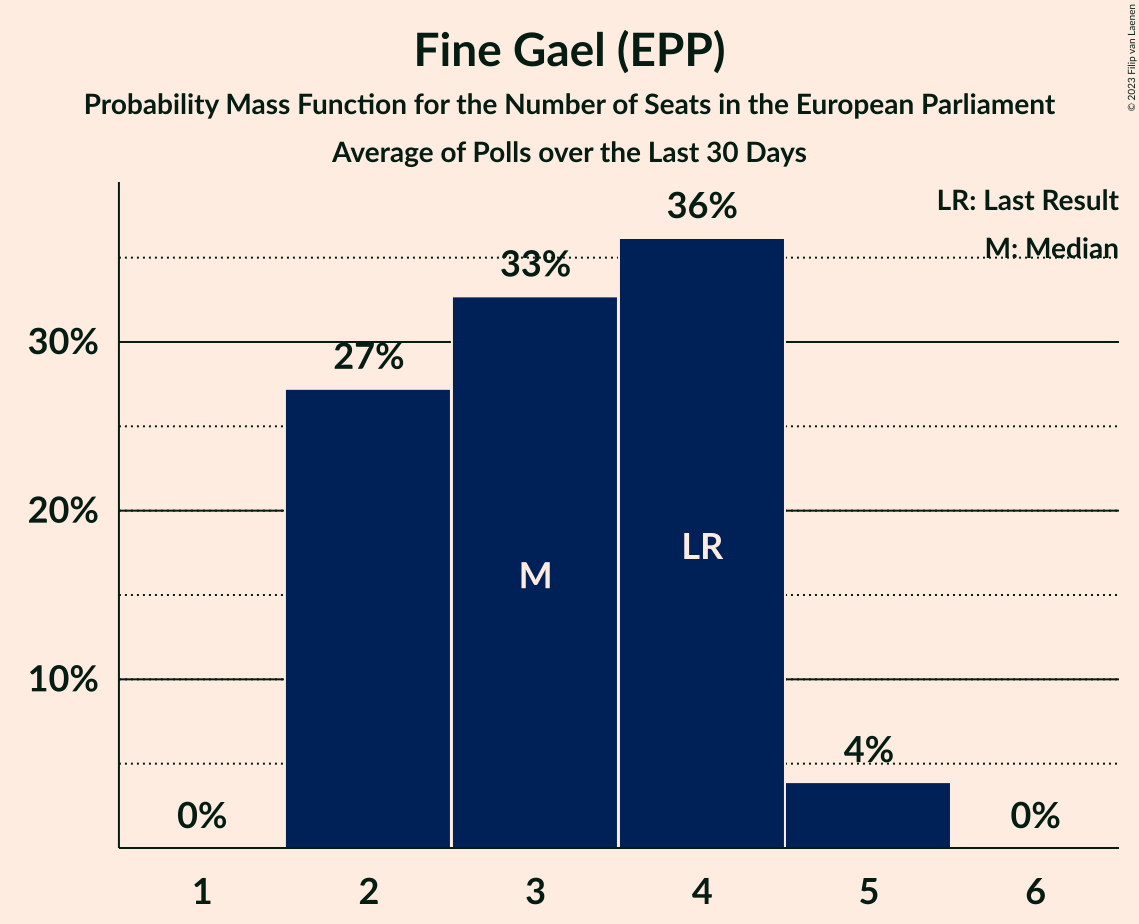 Fine Gael (EPP)
Probability Mass Function for the Number of Seats in the European Parliament
Average of Polls over the Last 30 Days
© 2023 Filip van Laenen
LR: Last Result
M: Median
30%
20%
10%
0%
27%
33%
36%
4%
0%
M
LR
1
2
3
4
5
6